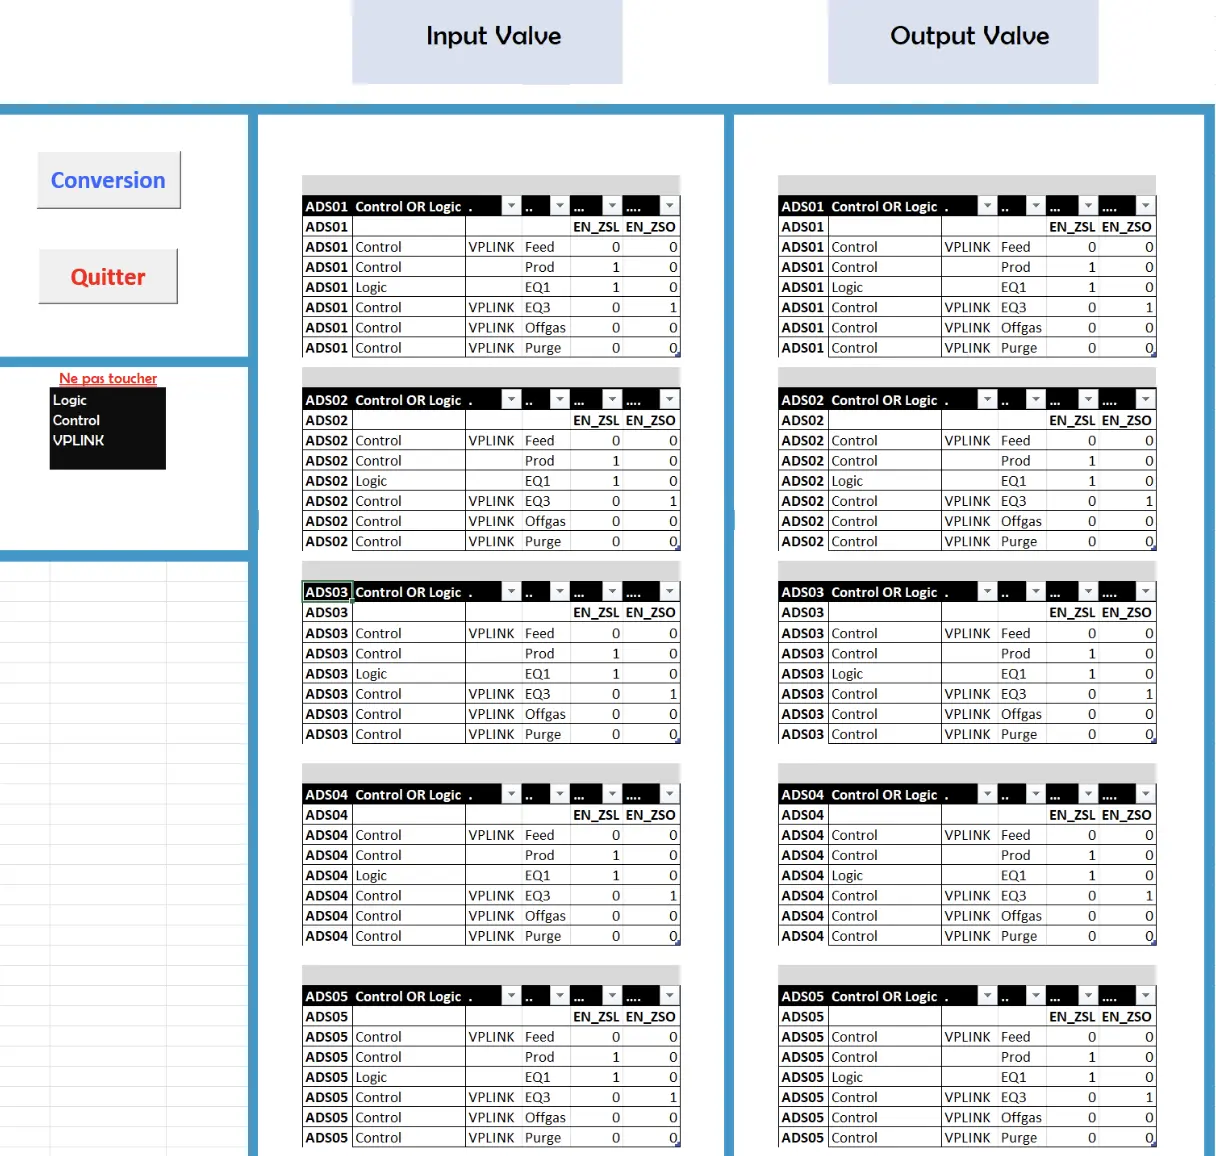 Input Valve Output Valve
Conversion
Quitter
Ne pas toucher
Logic
Control
VPLINK
ADS01 Control OR Logic . .. ... ....
ADS01 EN_ZSL EN_ZSO
ADS01 Control VPLINK Feed 0 0
ADS01 Control Prod 1 0
ADS01 Logic EQ1 1 0
ADS01 Control VPLINK EQ3 0 1
ADS01 Control VPLINK Offgas 0 0
ADS01 Control VPLINK Purge 0 0
ADS02 Control OR Logic . .. ... ....
ADS02 EN_ZSL EN_ZSO
ADS02 Control VPLINK Feed 0 0
ADS02 Control Prod 1 0
ADS02 Logic EQ1 1 0
ADS02 Control VPLINK EQ3 0 1
ADS02 Control VPLINK Offgas 0 0
ADS02 Control VPLINK Purge 0 0
ADS03 Control OR Logic . .. ... ....
ADS03 EN_ZSL EN_ZSO
ADS03 Control VPLINK Feed 0 0
ADS03 Control Prod 1 0
ADS03 Logic EQ1 1 0
ADS03 Control VPLINK EQ3 0 1
ADS03 Control VPLINK Offgas 0 0
ADS03 Control VPLINK Purge 0 0
ADS04 Control OR Logic . .. ... ....
ADS04 EN_ZSL EN_ZSO
ADS04 Control VPLINK Feed 0 0
ADS04 Control Prod 1 0
ADS04 Logic EQ1 1 0
ADS04 Control VPLINK EQ3 0 1
ADS04 Control VPLINK Offgas 0 0
ADS04 Control VPLINK Purge 0 0
ADS05 Control OR Logic . .. ... ....
ADS05 EN_ZSL EN_ZSO
ADS05 Control VPLINK Feed 0 0
ADS05 Control Prod 1 0
ADS05 Logic EQ1 1 0
ADS05 Control VPLINK EQ3 0 1
ADS05 Control VPLINK Offgas 0 0
ADS05 Control VPLINK Purge 0 0
ADS01 Control OR Logic . .. ... ....
ADS01 EN_ZSL EN_ZSO
ADS01 Control VPLINK Feed 0 0
ADS01 Control Prod 1 0
ADS01 Logic EQ1 1 0
ADS01 Control VPLINK EQ3 0 1
ADS01 Control VPLINK Offgas 0 0
ADS01 Control VPLINK Purge 0 0
ADS02 Control OR Logic . .. ... ....
ADS02 EN_ZSL EN_ZSO
ADS02 Control VPLINK Feed 0 0
ADS02 Control Prod 1 0
ADS02 Logic EQ1 1 0
ADS02 Control VPLINK EQ3 0 1
ADS02 Control VPLINK Offgas 0 0
ADS02 Control VPLINK Purge 0 0
ADS03 Control OR Logic . .. ... ....
ADS03 EN_ZSL EN_ZSO
ADS03 Control VPLINK Feed 0 0
ADS03 Control Prod 1 0
ADS03 Logic EQ1 1 0
ADS03 Control VPLINK EQ3 0 1
ADS03 Control VPLINK Offgas 0 0
ADS03 Control VPLINK Purge 0 0
ADS04 Control OR Logic . .. ... ....
ADS04 EN_ZSL EN_ZSO
ADS04 Control VPLINK Feed 0 0
ADS04 Control Prod 1 0
ADS04 Logic EQ1 1 0
ADS04 Control VPLINK EQ3 0 1
ADS04 Control VPLINK Offgas 0 0
ADS04 Control VPLINK Purge 0 0
ADS05 Control OR Logic . .. ... ....
ADS05 EN_ZSL EN_ZSO
ADS05 Control VPLINK Feed 0 0
ADS05 Control Prod 1 0
ADS05 Logic EQ1 1 0
ADS05 Control VPLINK EQ3 0 1
ADS05 Control VPLINK Offgas 0 0
ADS05 Control VPLINK Purge 0 0